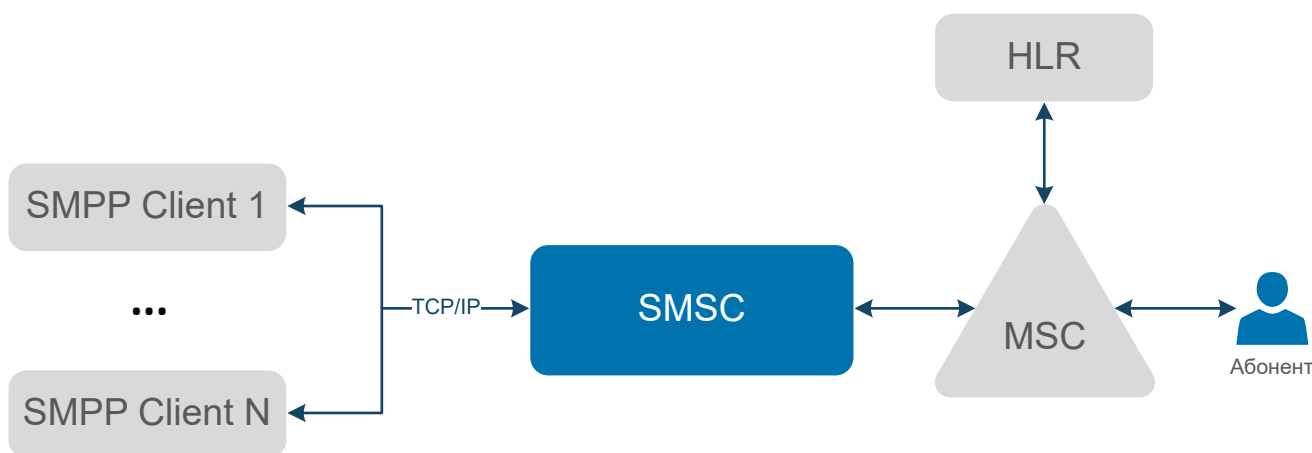 HLR
SMPP Client 1
...
TCP/IP
SMSC
MSC
Абонент
SMPP Client N